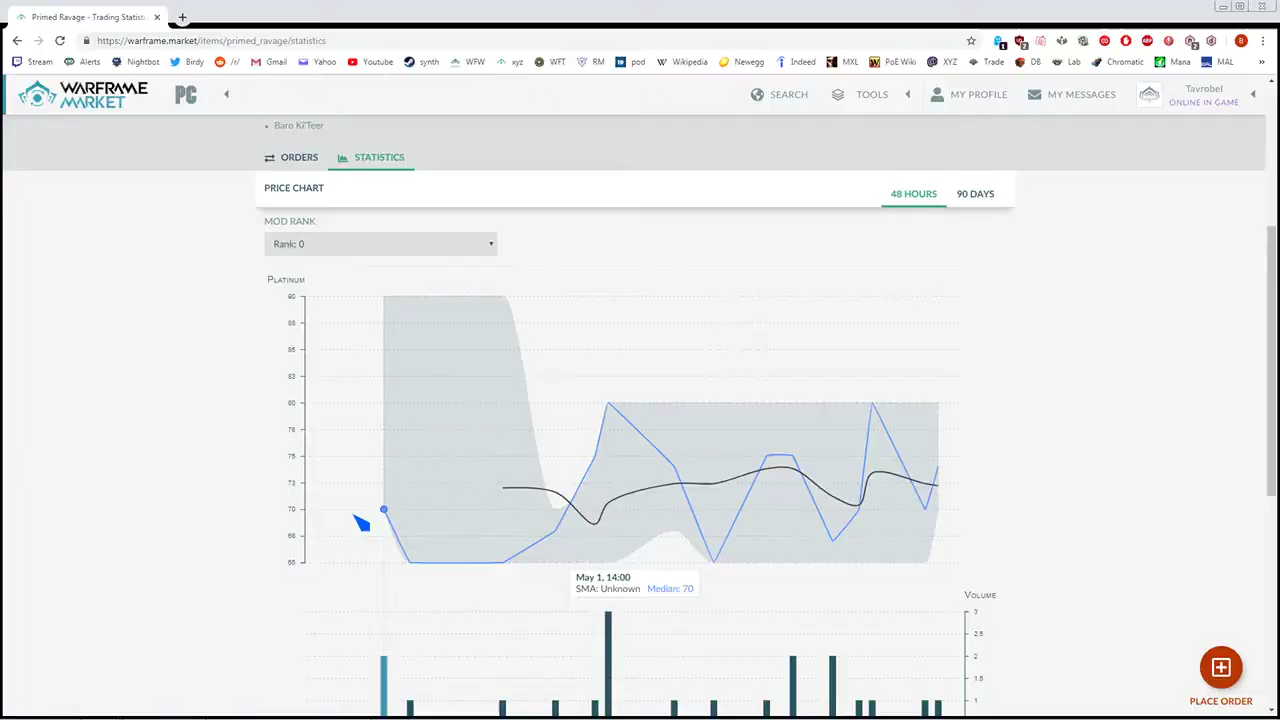 Primed Ravage - Trading Statist
https://warframe.market/items/primed_ravage/statistics
Stream Alerts Nightbot Birdy /r/ Gmail Yahoo Youtube synth WFW xyz WFT RM pod Wikipedia Newegg Indeed MXL PoE Wiki XYZ Trade DB Lab Chromatic Mana MAL »
WARFRAME MARKET PC SEARCH TOOLS MY PROFILE MY MESSAGES Tavrobel ONLINE IN GAME
Baro Ki'Teer
ORDERS STATISTICS
PRICE CHART 48 HOURS 90 DAYS
MOD RANK
Rank: 0
PLATINUM
90
88
85
83
80
78
75
73
70
68
65
May 1, 14:00
SMA: Unknown Median: 70
VOLUME
3
2.5
2
1.5
1
PLACE ORDER